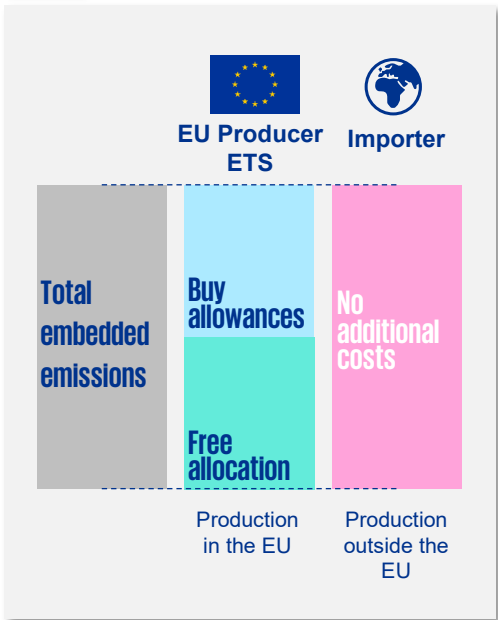 EU Producer
ETS
Importer
Total
embedded
emissions
Buy
allowances
Free
allocation
No
additional
costs
Production
in the EU
Production
outside the
EU